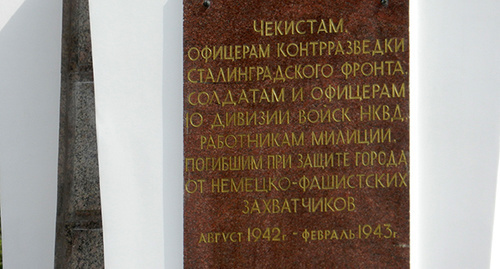 ЧЕКИСТАМ,
ОФИЦЕРАМ КОНТРРАЗВЕДКИ
СТАЛИНГРАДСКОГО ФРОНТА,
СОЛДАТАМ И ОФИЦЕРАМ
10 ДИВИЗИИ ВОЙСК НКВД,
РАБОТНИКАМ МИЛИЦИИ,
ПОГИБШИМ ПРИ ЗАЩИТЕ ГОРОДА
ОТ НЕМЕЦКО-ФАШИСТСКИХ
ЗАХВАТЧИКОВ
АВГУСТ 1942г. - ФЕВРАЛЬ 1943г.